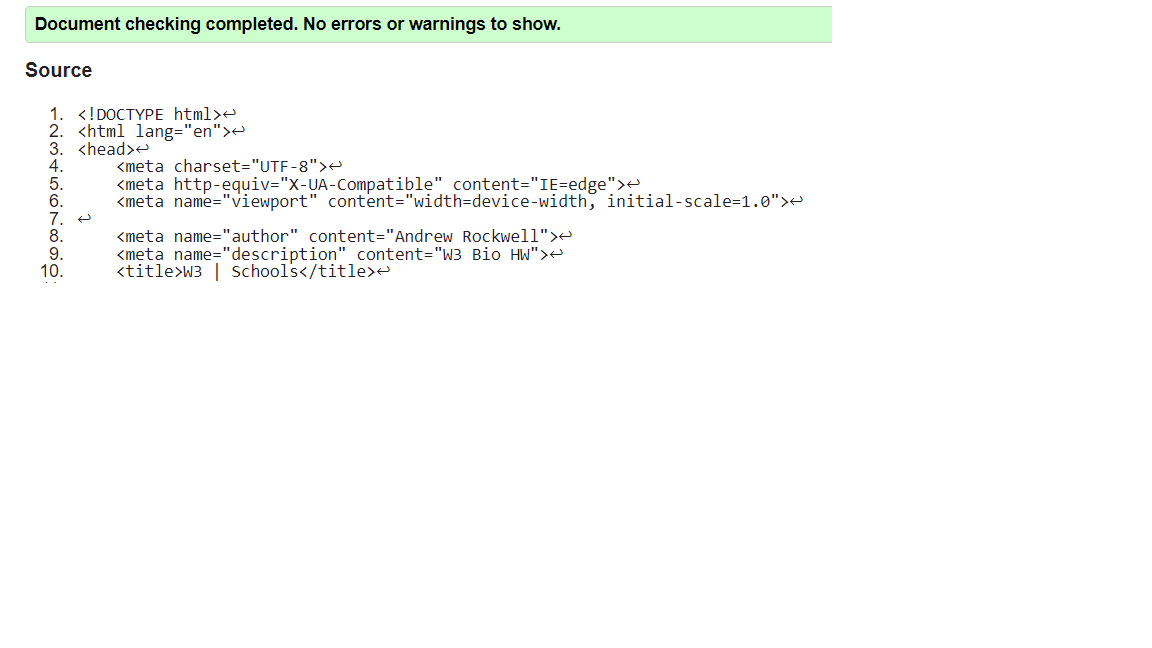 Document checking completed. No errors or warnings to show.
Source
1. <!DOCTYPE html>↩
2. <html lang="en">↩
3. <head>↩
4.     <meta charset="UTF-8">↩
5.     <meta http-equiv="X-UA-Compatible" content="IE=edge">↩
6.     <meta name="viewport" content="width=device-width, initial-scale=1.0">↩
7. ↩
8.     <meta name="author" content="Andrew Rockwell">↩
9.     <meta name="description" content="W3 Bio HW">↩
10.     <title>W3 | Schools</title>↩